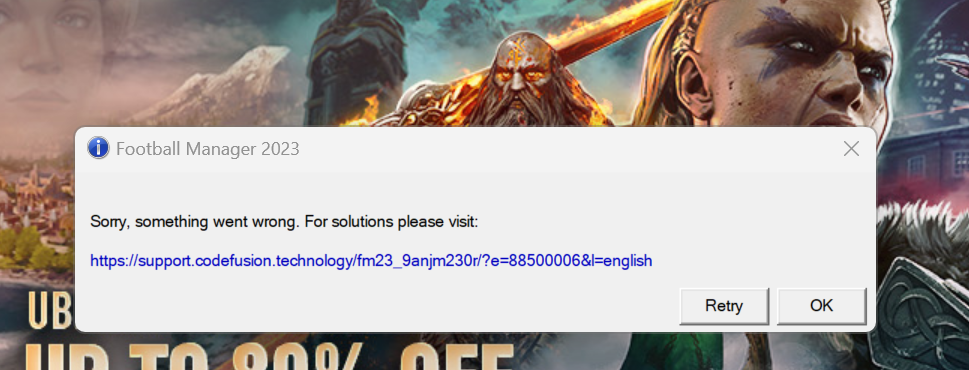 Football Manager 2023
Sorry, something went wrong. For solutions please visit:
https://support.codefusion.technology/fm23_9anjm230r/?e=88500006&l=english
Retry OK
UB
UP TO 80% OFF